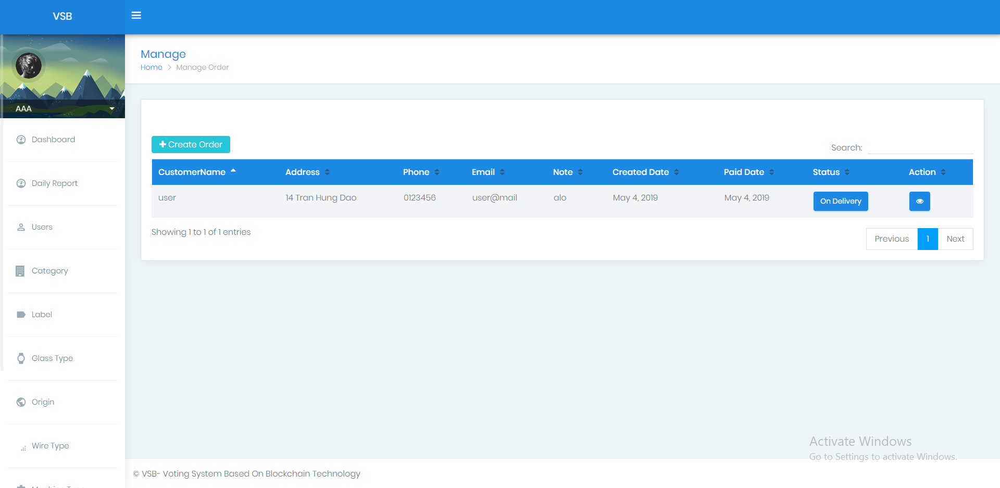 VSB
AAA
Dashboard
Daily Report
Users
Category
Label
Glass Type
Origin
Wire Type
Manage
Home Manage Order
Create Order
Search:
CustomerName Address Phone Email Note Created Date Paid Date Status Action
user 14 Tran Hung Dao 0123456 user@mail alo May 4, 2019 May 4, 2019 On Delivery
Showing 1 to 1 of 1 entries
Previous 1 Next
Activate Windows
Go to Settings to activate Windows.
© VSB- Voting System Based On Blockchain Technology